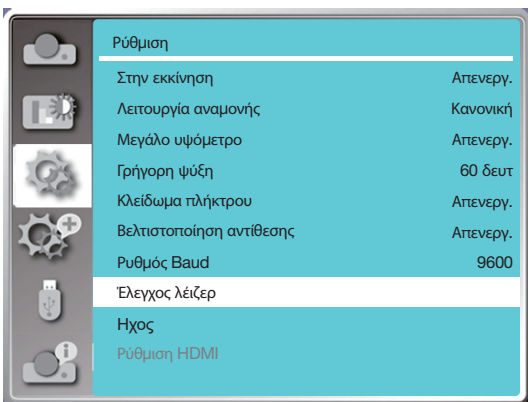 Ρύθμιση
Στην εκκίνηση Απενεργ.
Λειτουργία αναμονής Κανονική
Μεγάλο υψόμετρο Απενεργ.
Γρήγορη ψύξη 60 δευτ
Κλείδωμα πλήκτρου Απενεργ.
Βελτιστοποίηση αντίθεσης Απενεργ.
Ρυθμός Baud 9600
Έλεγχος λέιζερ
Ηχος
Ρύθμιση HDMI